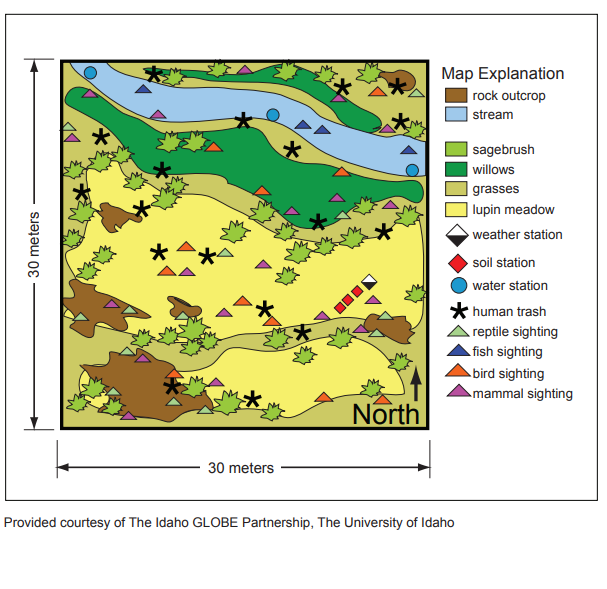 Map Explanation
rock outcrop
stream
sagebrush
willows
grasses
lupin meadow
weather station
soil station
water station
human trash
reptile sighting
fish sighting
bird sighting
mammal sighting
30 meters
North
30 meters
Provided courtesy of The Idaho GLOBE Partnership, The University of Idaho